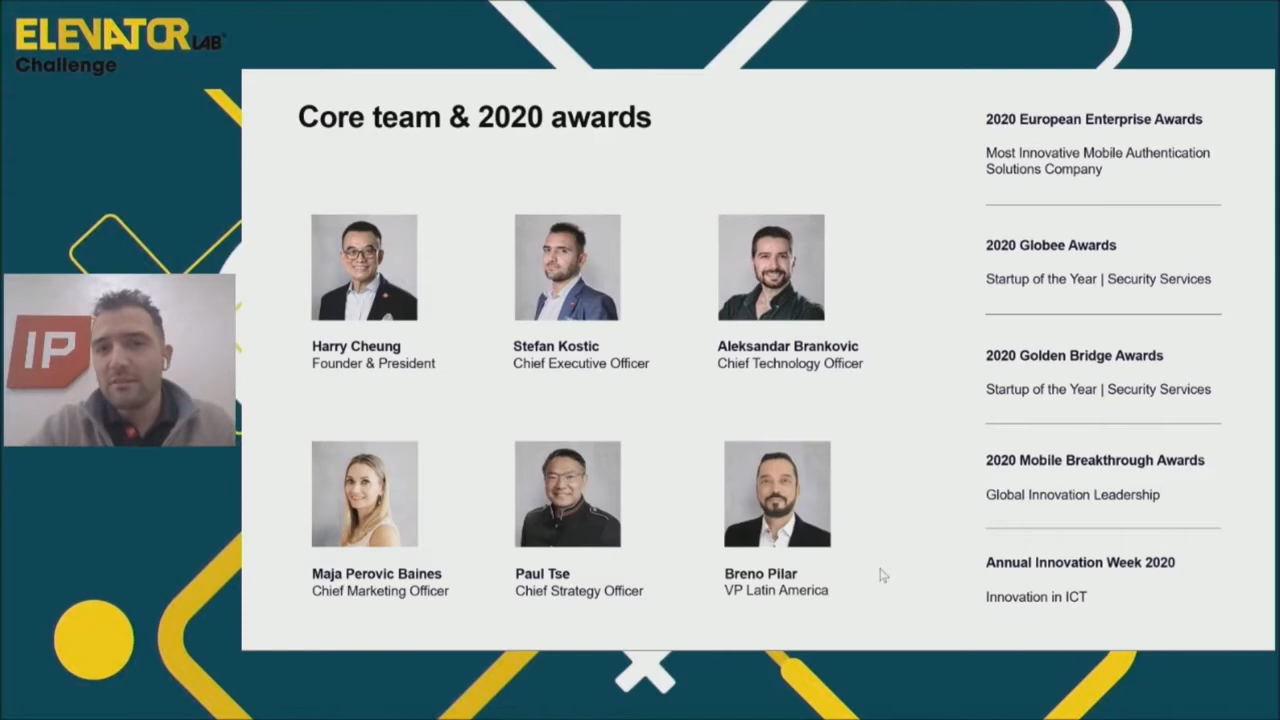 ELEVATOR LAB
Challenge
IP
Core team & 2020 awards
Harry Cheung
Founder & President
Stefan Kostic
Chief Executive Officer
Aleksandar Brankovic
Chief Technology Officer
Maja Perovic Baines
Chief Marketing Officer
Paul Tse
Chief Strategy Officer
Breno Pilar
VP Latin America
2020 European Enterprise Awards
Most Innovative Mobile Authentication
Solutions Company
2020 Globee Awards
Startup of the Year | Security Services
2020 Golden Bridge Awards
Startup of the Year | Security Services
2020 Mobile Breakthrough Awards
Global Innovation Leadership
Annual Innovation Week 2020
Innovation in ICT